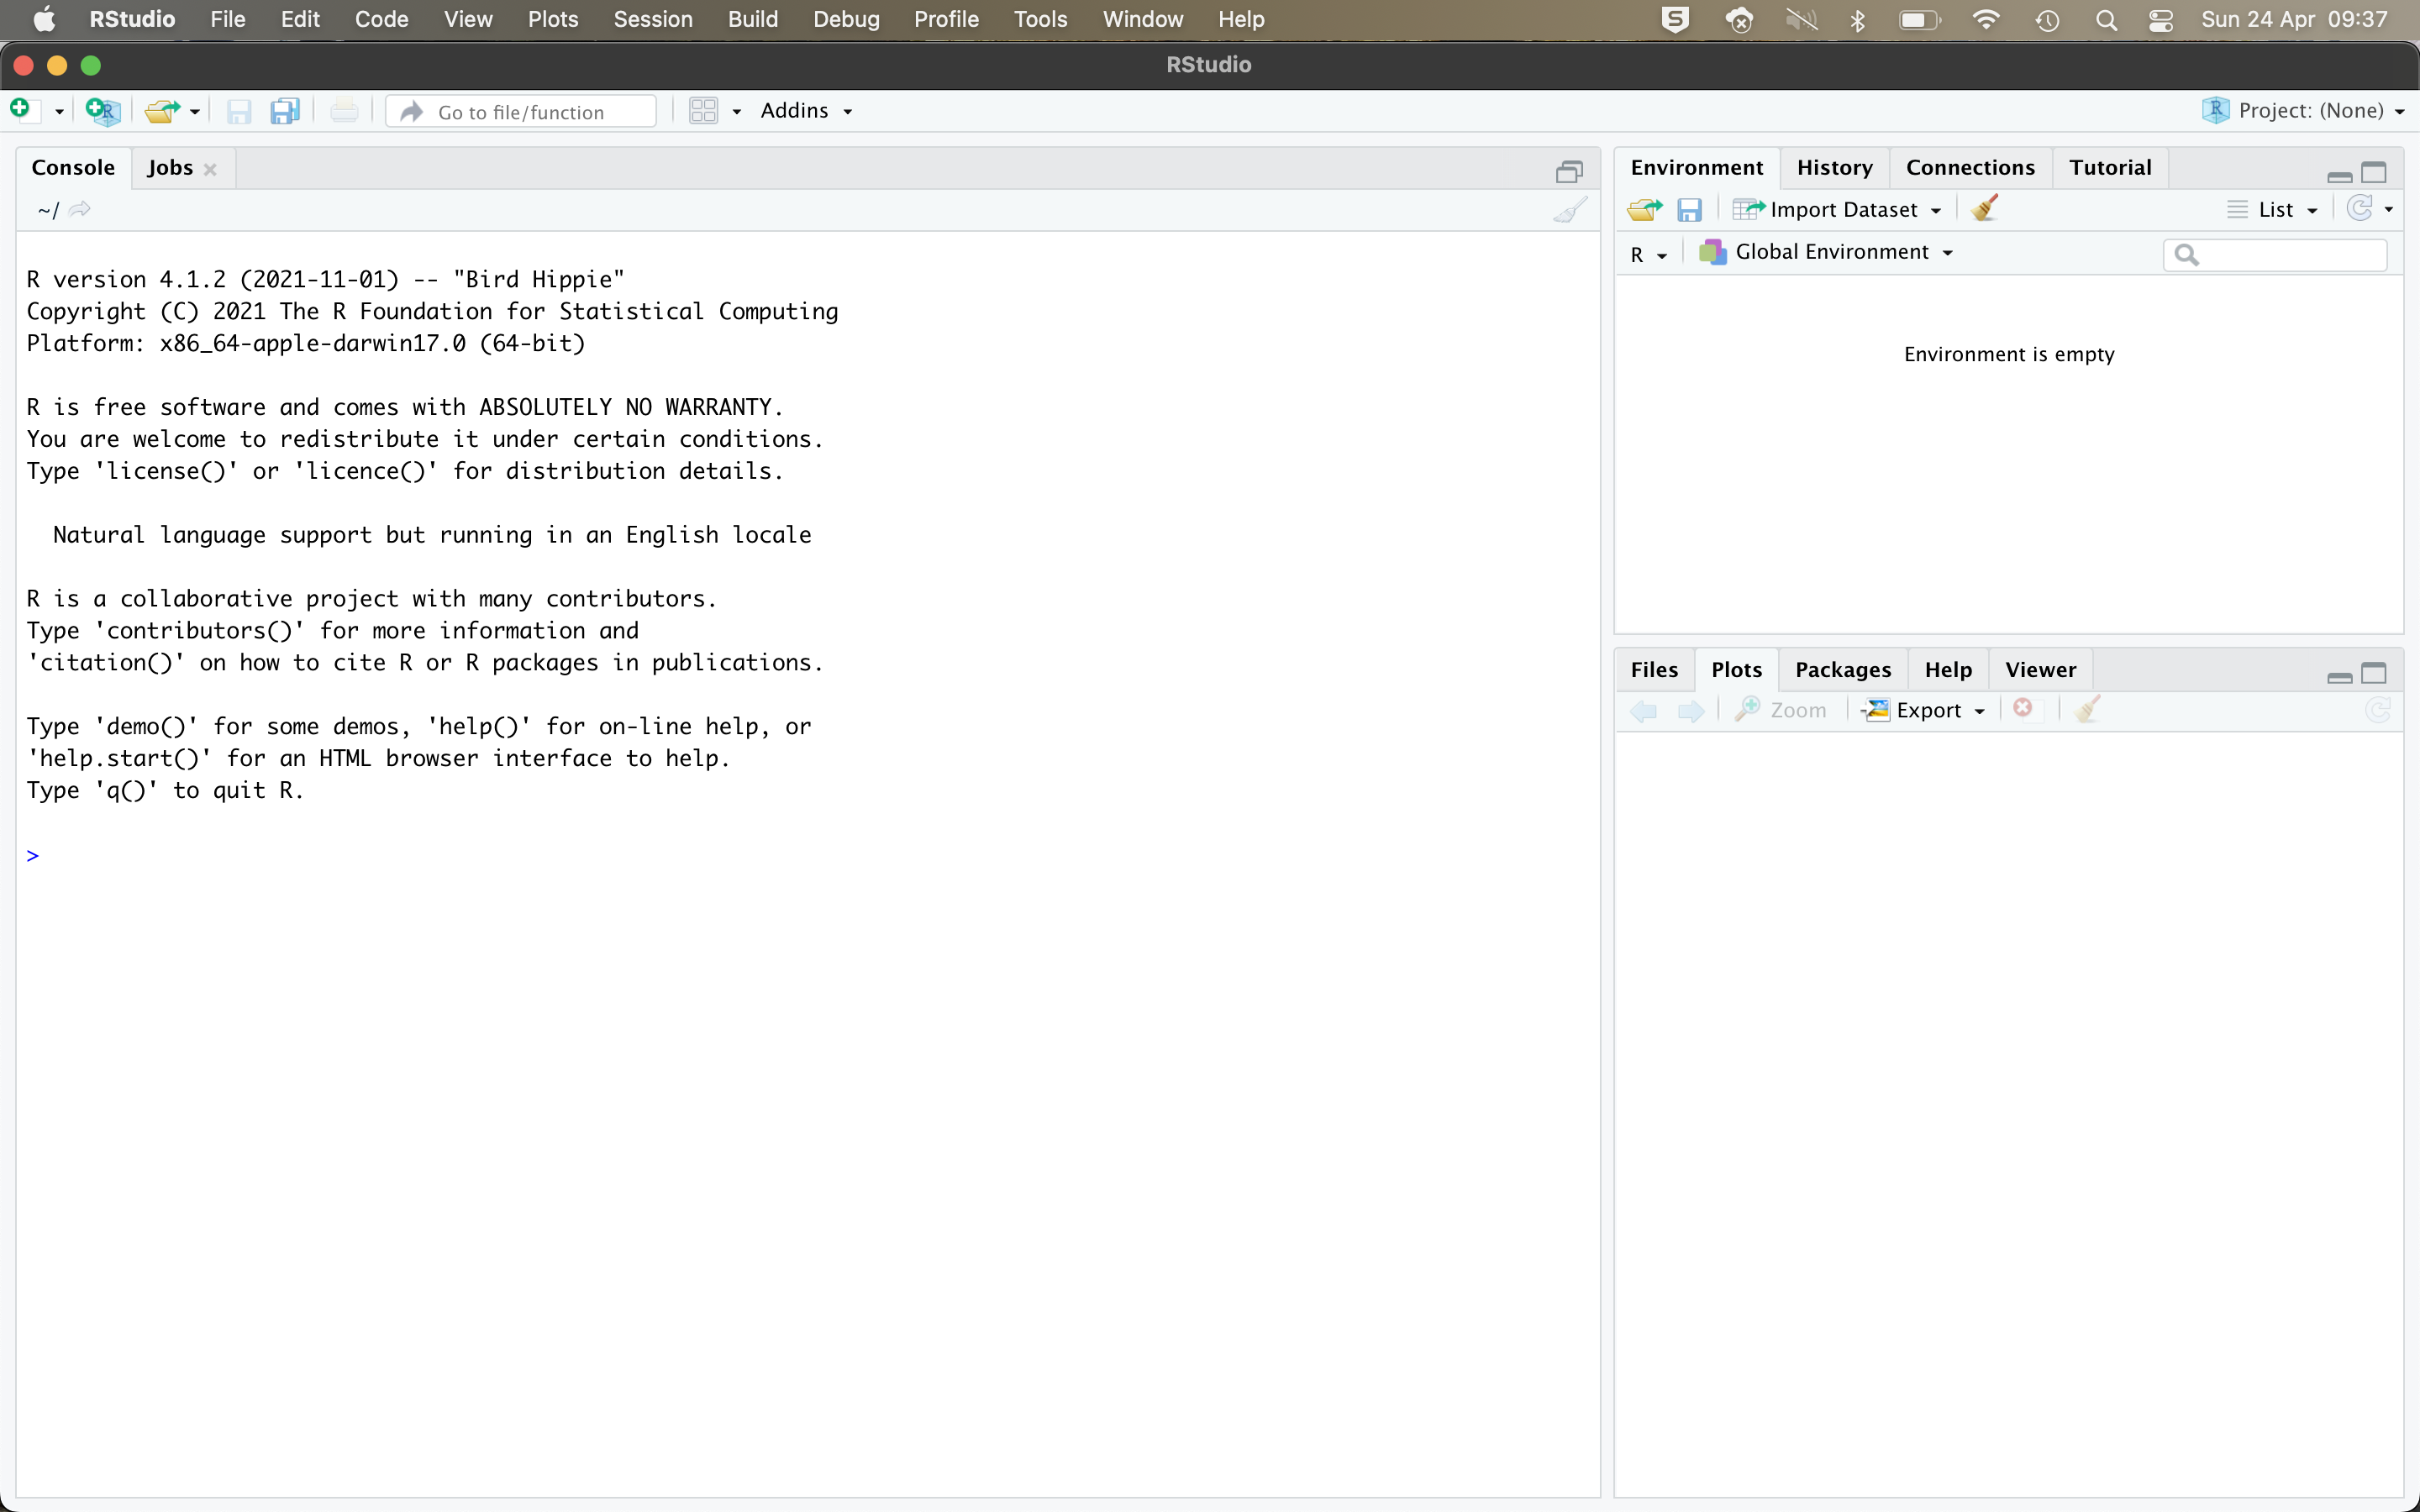 RStudio File Edit Code View Plots Session Build Debug Profile Tools Window Help S Sun 24 Apr 09:37
RStudio
R Go to file/function Addins R Project: (None)
Console Jobs
~/
R version 4.1.2 (2021-11-01) -- "Bird Hippie"
Copyright (C) 2021 The R Foundation for Statistical Computing
Platform: x86_64-apple-darwin17.0 (64-bit)
R is free software and comes with ABSOLUTELY NO WARRANTY.
You are welcome to redistribute it under certain conditions.
Type 'license()' or 'licence()' for distribution details.
Natural language support but running in an English locale
R is a collaborative project with many contributors.
Type 'contributors()' for more information and
'citation()' on how to cite R or R packages in publications.
Type 'demo()' for some demos, 'help()' for on-line help, or
'help.start()' for an HTML browser interface to help.
Type 'q()' to quit R.
>
Environment History Connections Tutorial
Import Dataset List
R Global Environment
Environment is empty
Files Plots Packages Help Viewer
Zoom Export